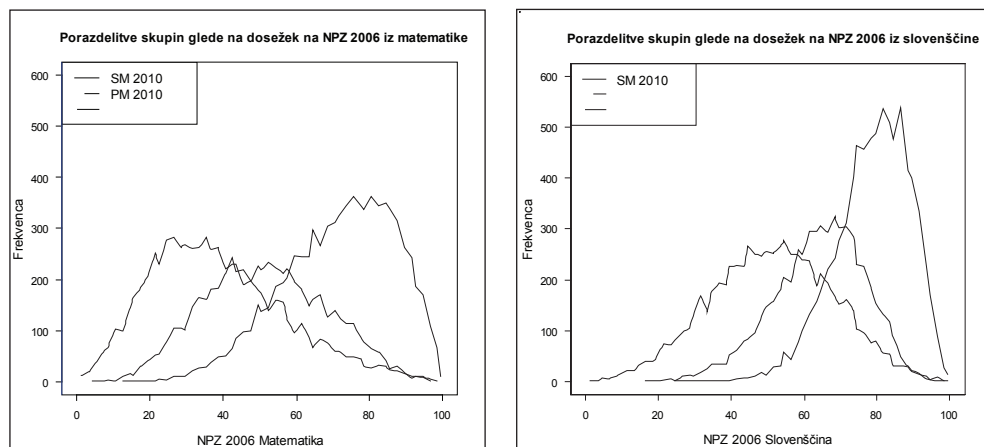 Porazdelitve skupin glede na dosežek na NPZ 2006 iz matematike
SM 2010
PM 2010
Frekvenca
600
500
400
300
200
100
0
0 20 40 60 80 100
NPZ 2006 Matematika
Porazdelitve skupin glede na dosežek na NPZ 2006 iz slovenščine
SM 2010
Frekvenca
600
500
400
300
200
100
0
0 20 40 60 80 100
NPZ 2006 Slovenščina